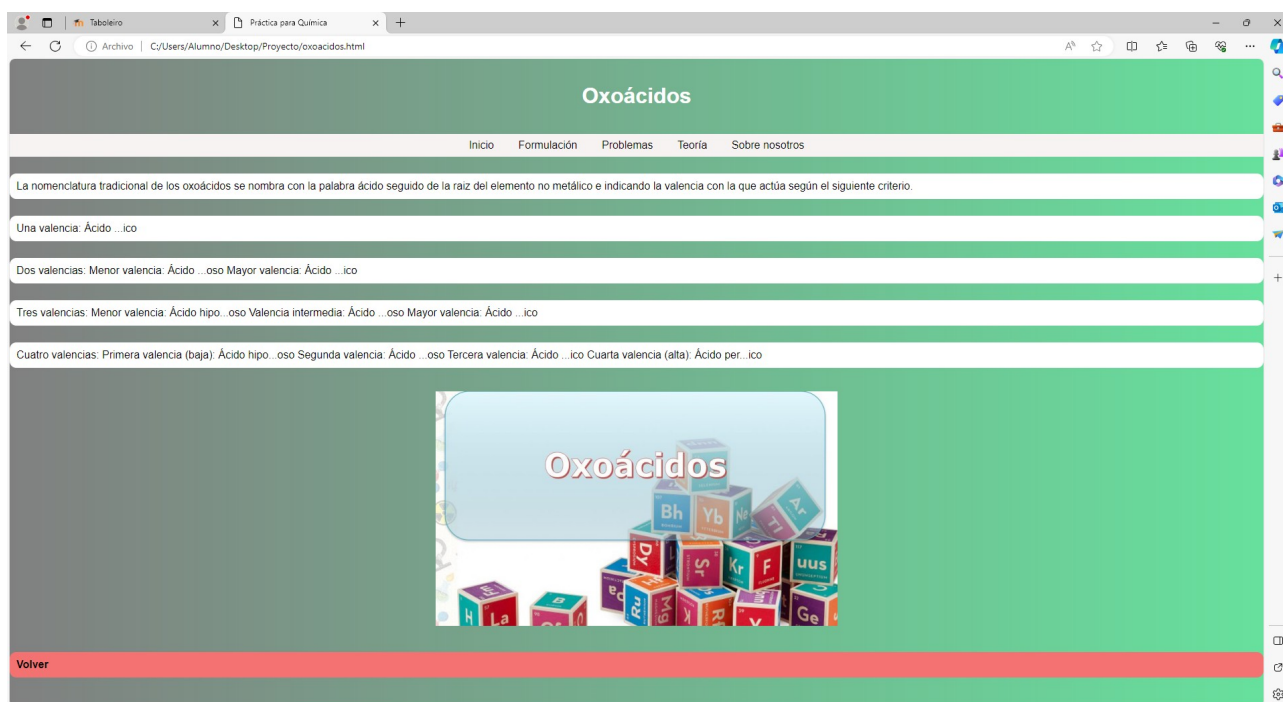 Taboleiro
Práctica para Química
Archivo
C:/Users/Alumno/Desktop/Proyecto/oxoacidos.html
Oxoácidos
Inicio Formulación Problemas Teoría Sobre nosotros
La nomenclatura tradicional de los oxoácidos se nombra con la palabra ácido seguido de la raiz del elemento no metálico e indicando la valencia con la que actúa según el siguiente criterio.
Una valencia: Ácido ...ico
Dos valencias: Menor valencia: Ácido ...oso Mayor valencia: Ácido ...ico
Tres valencias: Menor valencia: Ácido hipo...oso Valencia intermedia: Ácido ...oso Mayor valencia: Ácido ...ico
Cuatro valencias: Primera valencia (baja): Ácido hipo...oso Segunda valencia: Ácido ...oso Tercera valencia: Ácido ...ico Cuarta valencia (alta): Ácido per...ico
Oxoácidos
Bh Yb Ne Ar
Tl
Dy Sr Kr F uus
H La B Ru Mg Ge
Volver